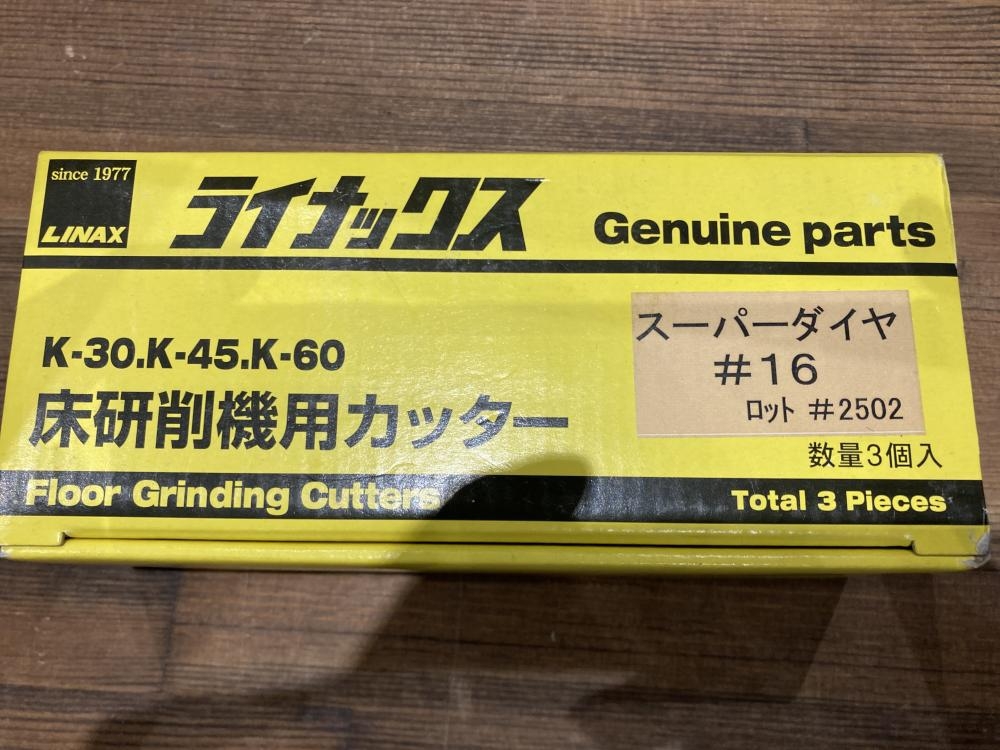 since 1977
LINAX
ライナックス
Genuine parts
K-30.K-45.K-60
床研削機用カッター
スーパーダイヤ
#16
ロット #2502
数量3個入
Floor Grinding Cutters
Total 3 Pieces